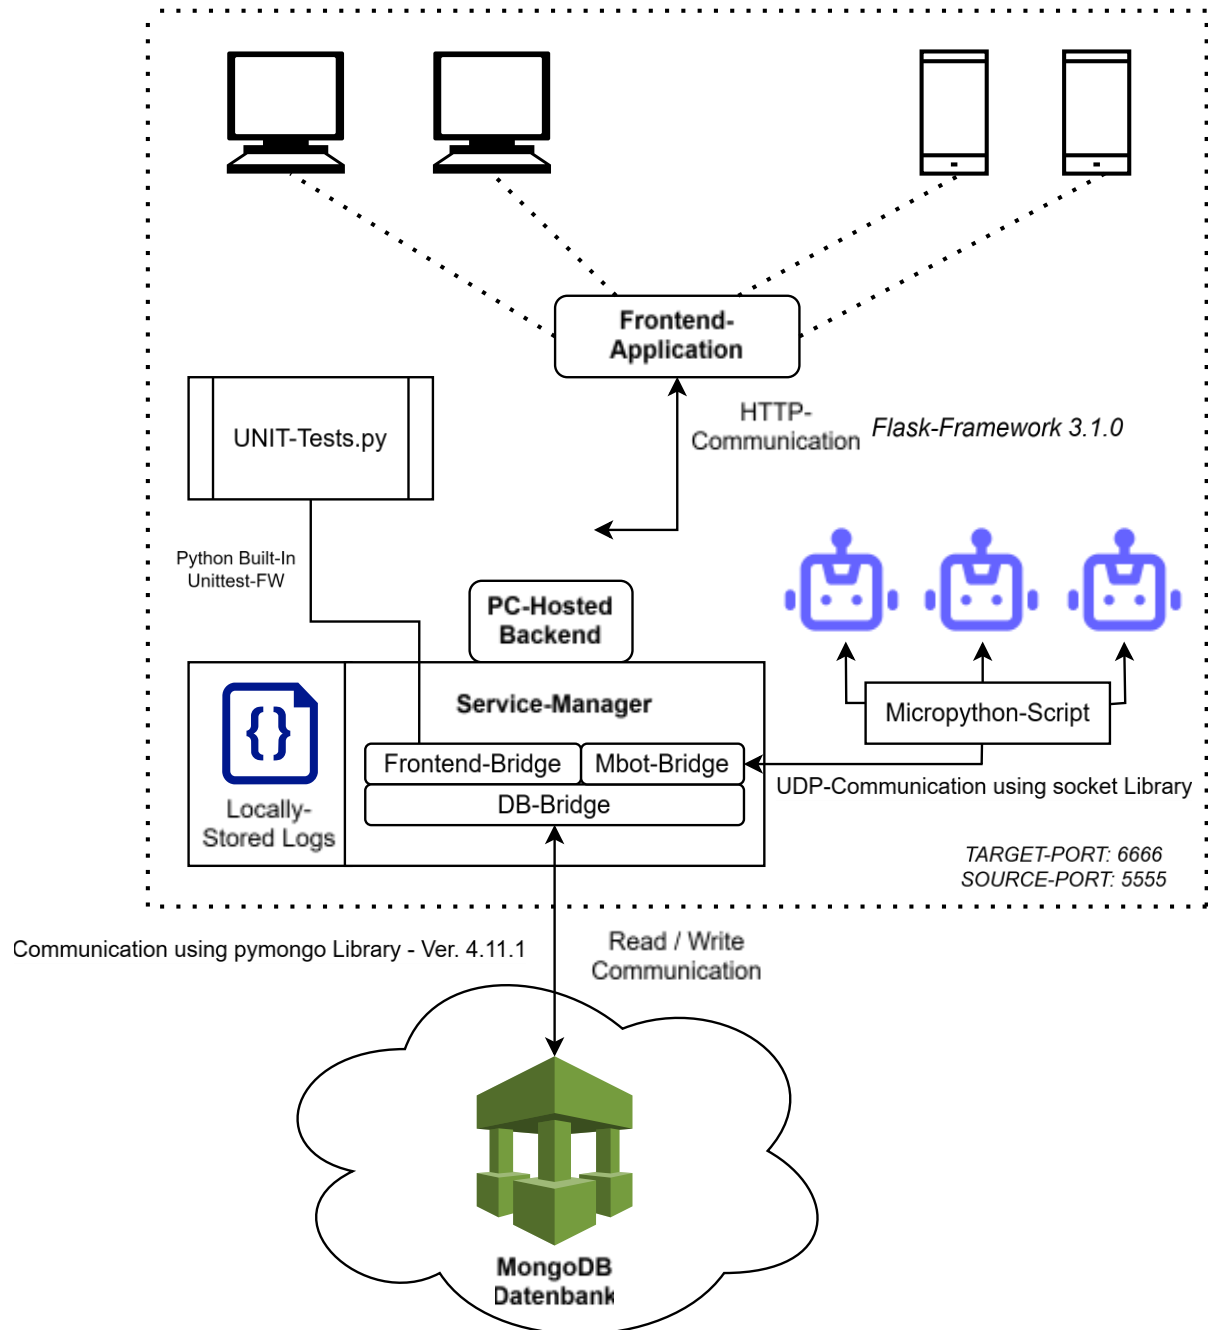 Frontend-
Application
HTTP-
Communication
Flask-Framework 3.1.0
UNIT-Tests.py
Python Built-In
Unittest-FW
PC-Hosted
Backend
Service-Manager
{}
Locally-
Stored Logs
Frontend-Bridge
Mbot-Bridge
DB-Bridge
Micropython-Script
UDP-Communication using socket Library
TARGET-PORT: 6666
SOURCE-PORT: 5555
Communication using pymongo Library - Ver. 4.11.1
Read / Write
Communication
MongoDB
Datenbank